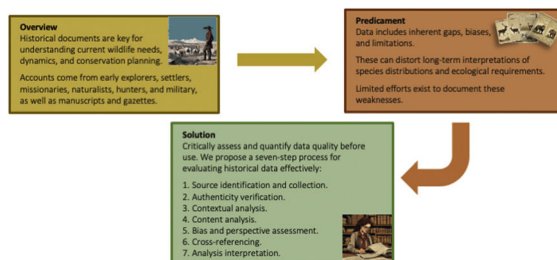 Overview
Historical documents are key for
understanding current wildlife needs,
dynamics, and conservation planning.
Accounts come from early explorers, settlers,
missionaries, naturalists, hunters, and military,
as well as manuscripts and gazettes.
Predicament
Data includes inherent gaps, biases,
and limitations.
These can distort long-term interpretations of
species distributions and ecological requirements.
Limited efforts exist to document these
weaknesses.
Solution
Critically assess and quantify data quality before
use. We propose a seven-step process for
evaluating historical data effectively:
1. Source identification and collection.
2. Authenticity verification.
3. Contextual analysis.
4. Content analysis.
5. Bias and perspective assessment.
6. Cross-referencing.
7. Analysis interpretation.